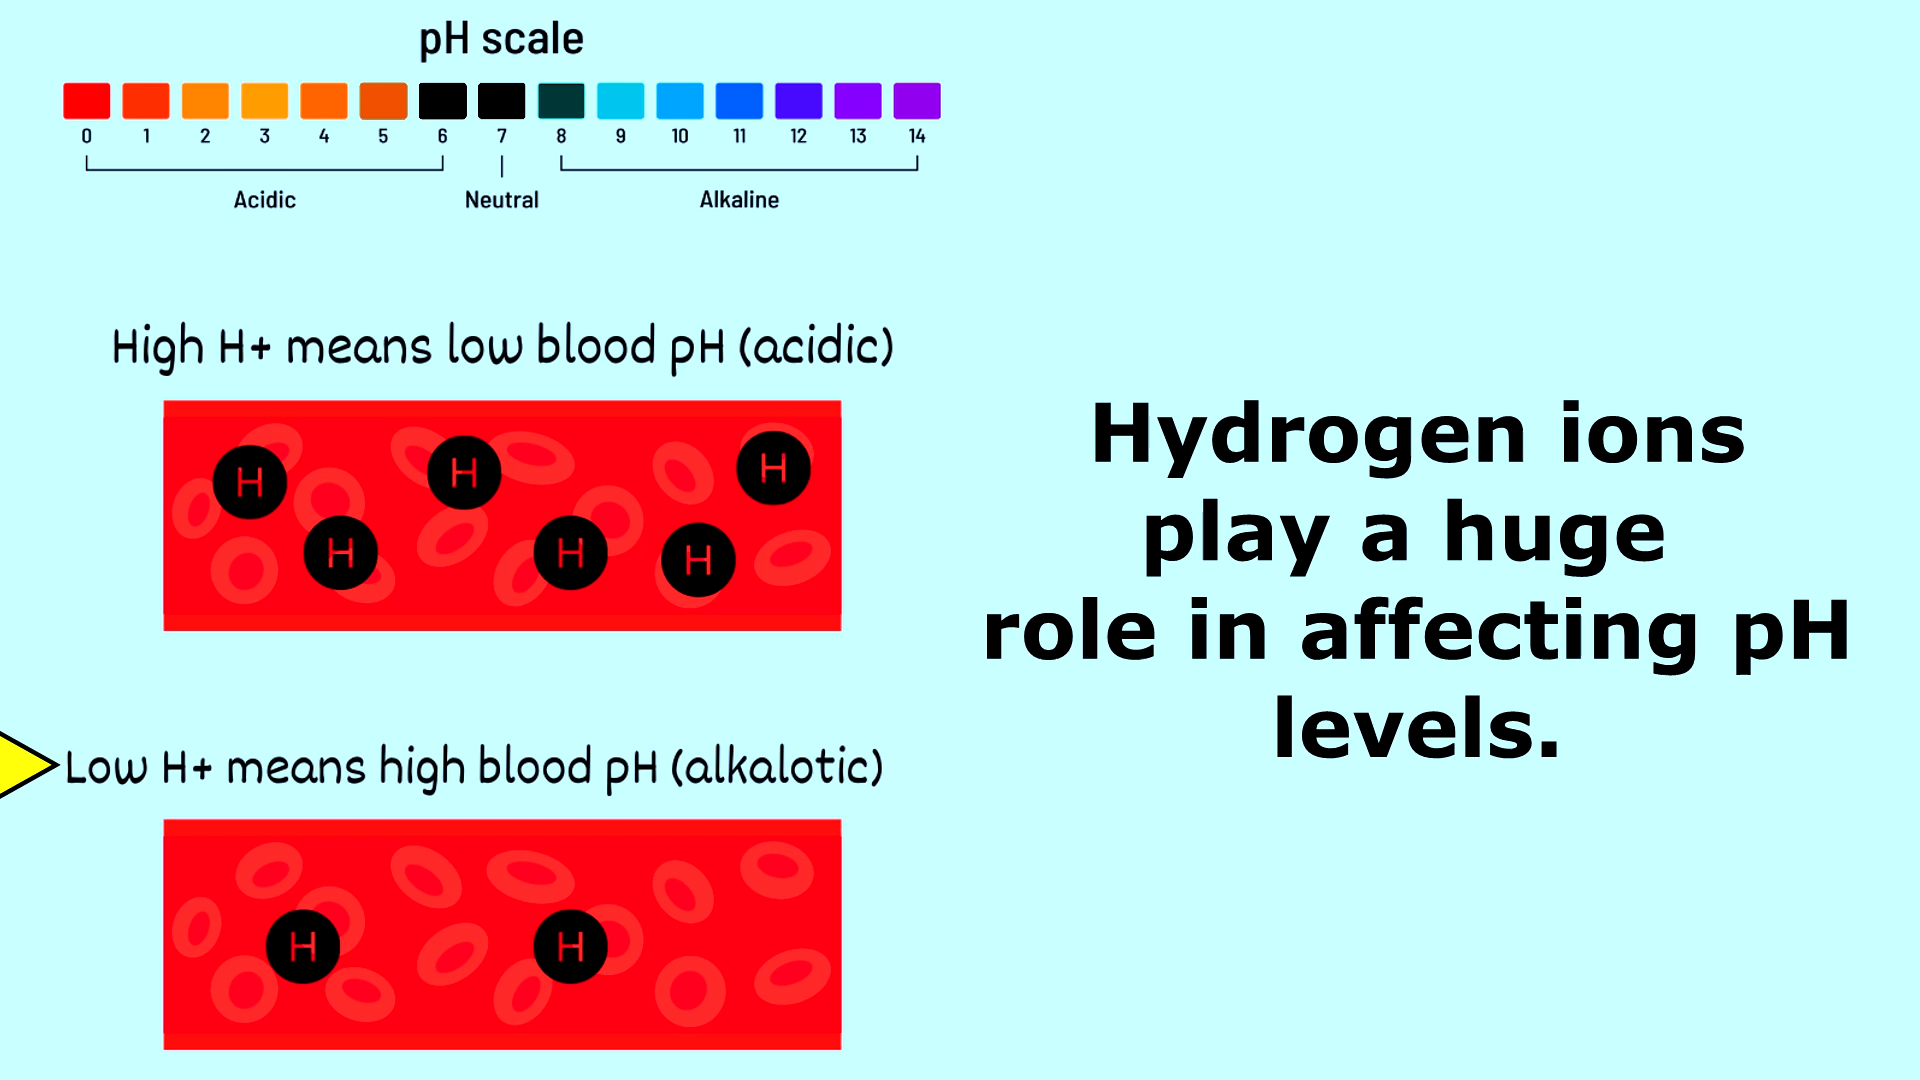 pH scale
0 1 2 3 4 5 6 7 8 9 10 11 12 13 14
Acidic Neutral Alkaline
High H+ means low blood pH (acidic)
H H H
H H H
Low H+ means high blood pH (alkalotic)
H H
Hydrogen ions
play a huge
role in affecting pH
levels.